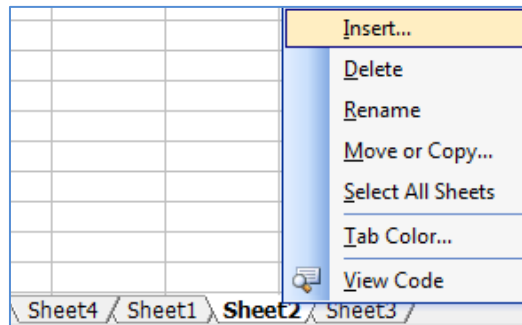 Insert...
Delete
Rename
Move or Copy...
Select All Sheets
Tab Color...
View Code
Sheet4 / Sheet1 \ Sheet2 / Sheet3 /